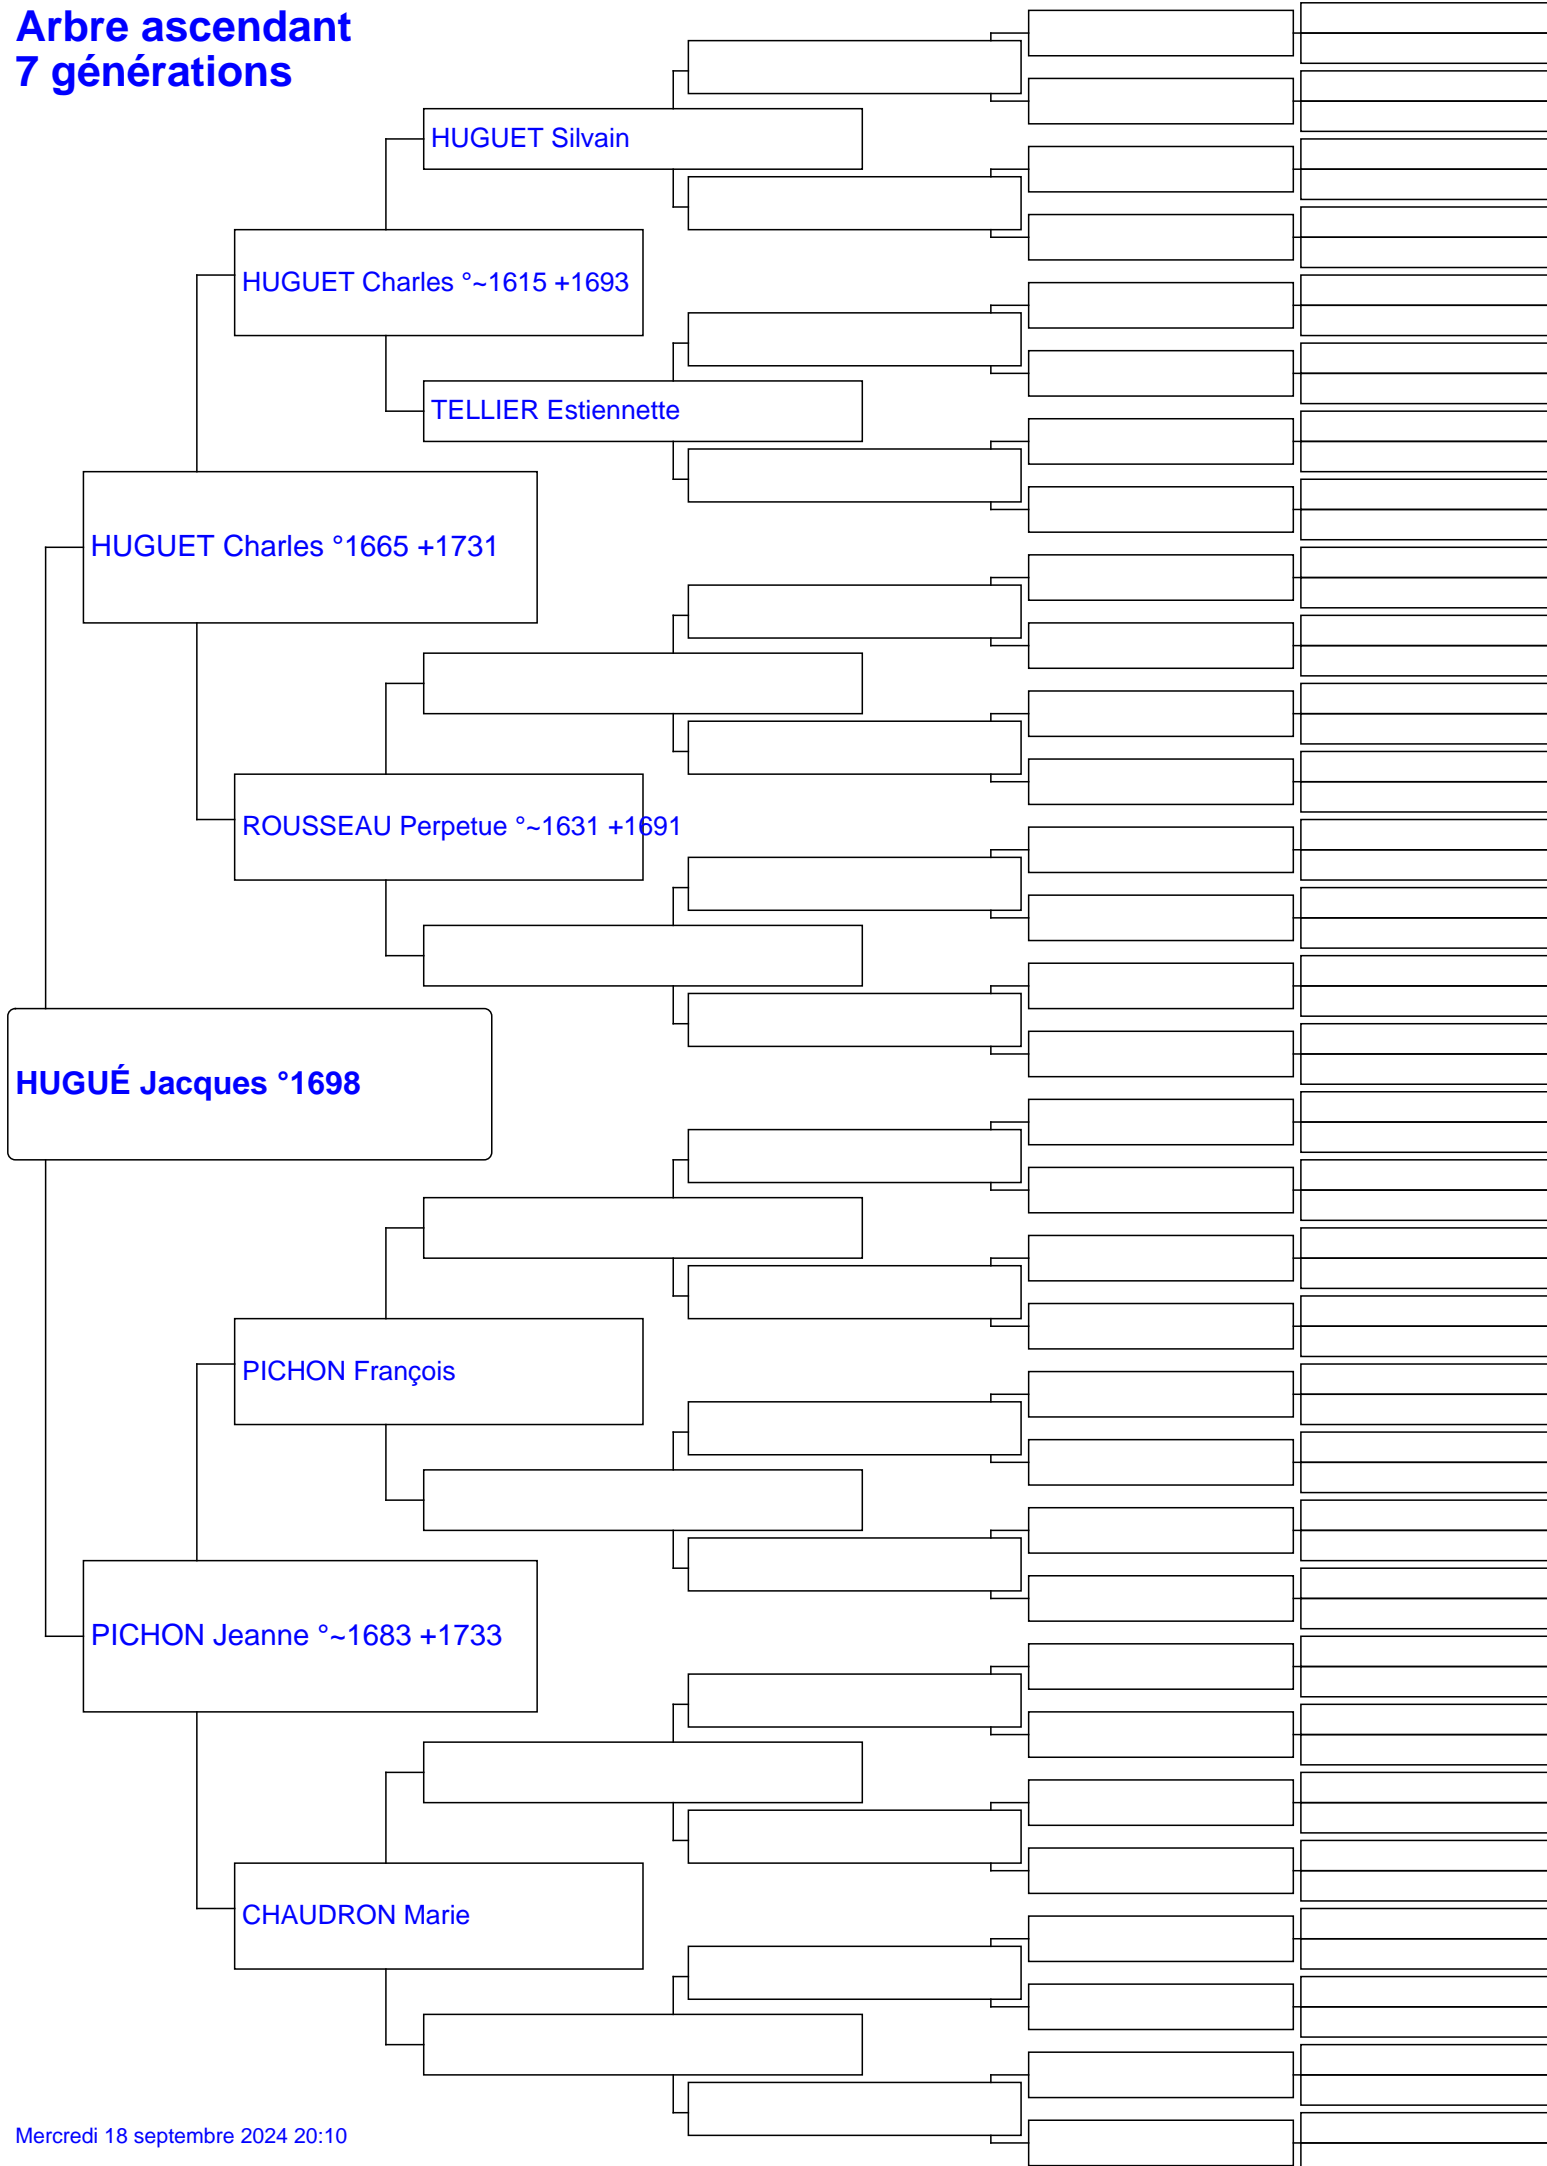 Arbre ascendant
7 générations
HUGUET Silvain
HUGUET Charles °~1615 +1693
TELLIER Estiennette
HUGUET Charles °1665 +1731
ROUSSEAU Perpetue °~1631 +1691
HUGUÉ Jacques °1698
PICHON François
PICHON Jeanne °~1683 +1733
CHAUDRON Marie
Mercredi 18 septembre 2024 20:10